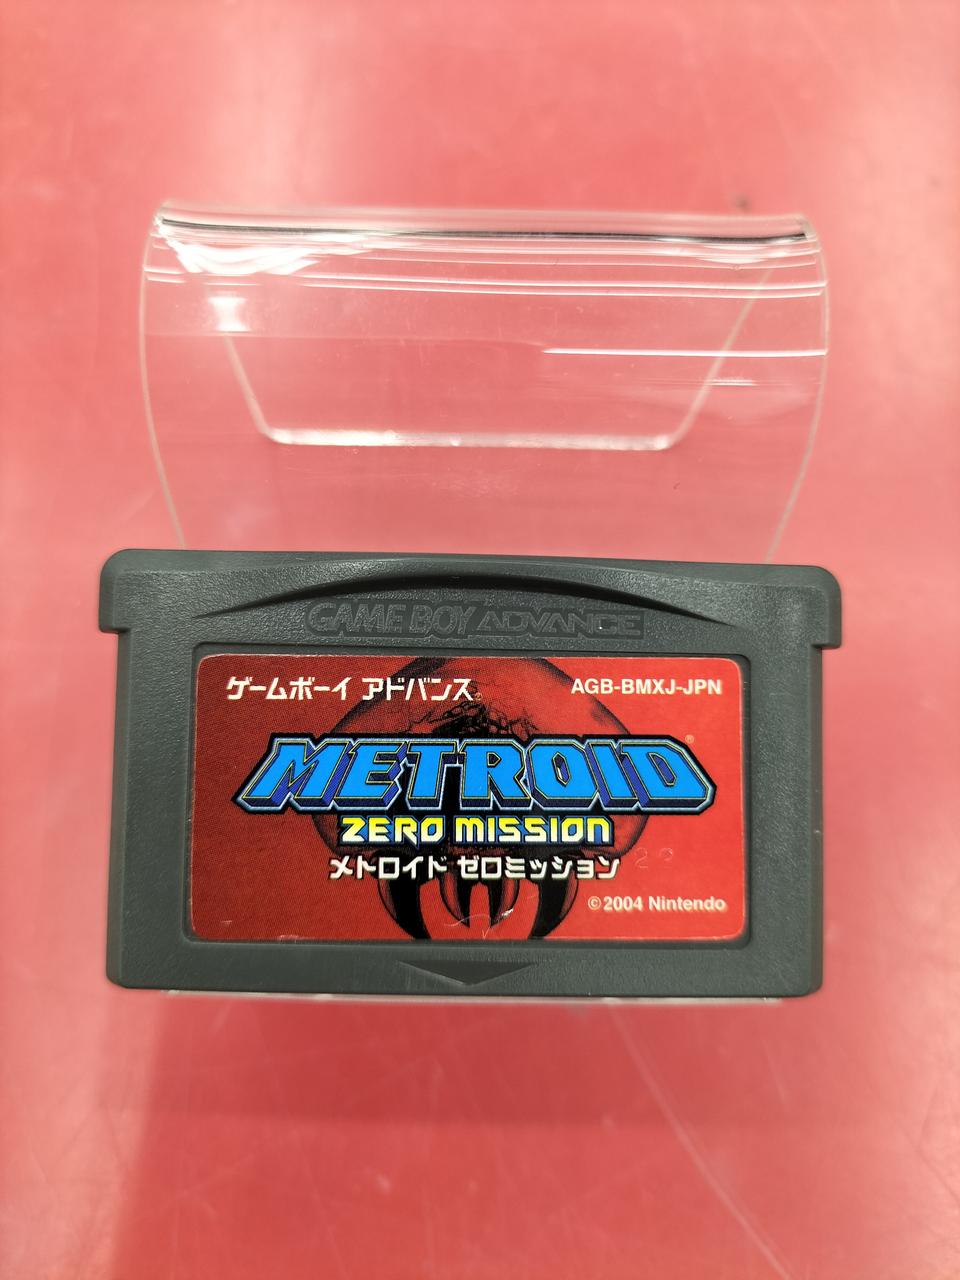 GAME BOY ADVANCE
ゲームボーイ アドバンス
AGB-BMXJ-JPN
METROID®
ZERO MISSION
メトロイド ゼロミッション
20
©2004 Nintendo